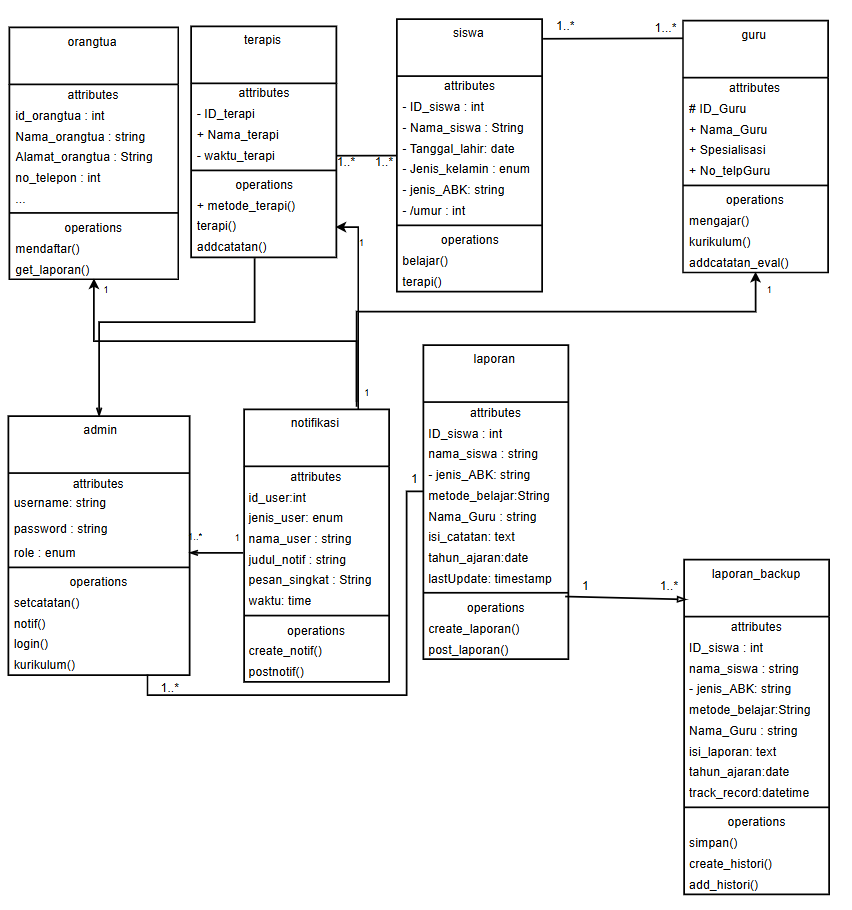 orangtua
attributes
id_orangtua : int
Nama_orangtua : string
Alamat_orangtua : String
no_telepon : int
...
operations
mendaftar()
get_laporan()
1
terapis
attributes
- ID_terapi
+ Nama_terapi
- waktu_terapi
operations
+ metode_terapi()
terapi()
addcatatan()
1..*
1..*
1
siswa
attributes
- ID_siswa : int
- Nama_siswa : String
- Tanggal_lahir: date
- Jenis_kelamin : enum
- jenis_ABK: string
- /umur : int
operations
belajar()
terapi()
1..*
1...*
guru
attributes
# ID_Guru
+ Nama_Guru
+ Spesialisasi
+ No_telpGuru
operations
mengajar()
kurikulum()
addcatatan_eval()
1
admin
attributes
username: string
password : string
role : enum
operations
setcatatan()
notif()
login()
kurikulum()
1..*
1..*
1
1
notifikasi
attributes
id_user:int
jenis_user: enum
nama_user : string
judul_notif : string
pesan_singkat : String
waktu: time
operations
create_notif()
postnotif()
1
laporan
attributes
ID_siswa : int
nama_siswa : string
- jenis_ABK: string
metode_belajar:String
Nama_Guru : string
isi_catatan: text
tahun_ajaran:date
lastUpdate: timestamp
operations
create_laporan()
post_laporan()
1
1..*
laporan_backup
attributes
ID_siswa : int
nama_siswa : string
- jenis_ABK: string
metode_belajar:String
Nama_Guru : string
isi_laporan: text
tahun_ajaran:date
track_record:datetime
operations
simpan()
create_histori()
add_histori()